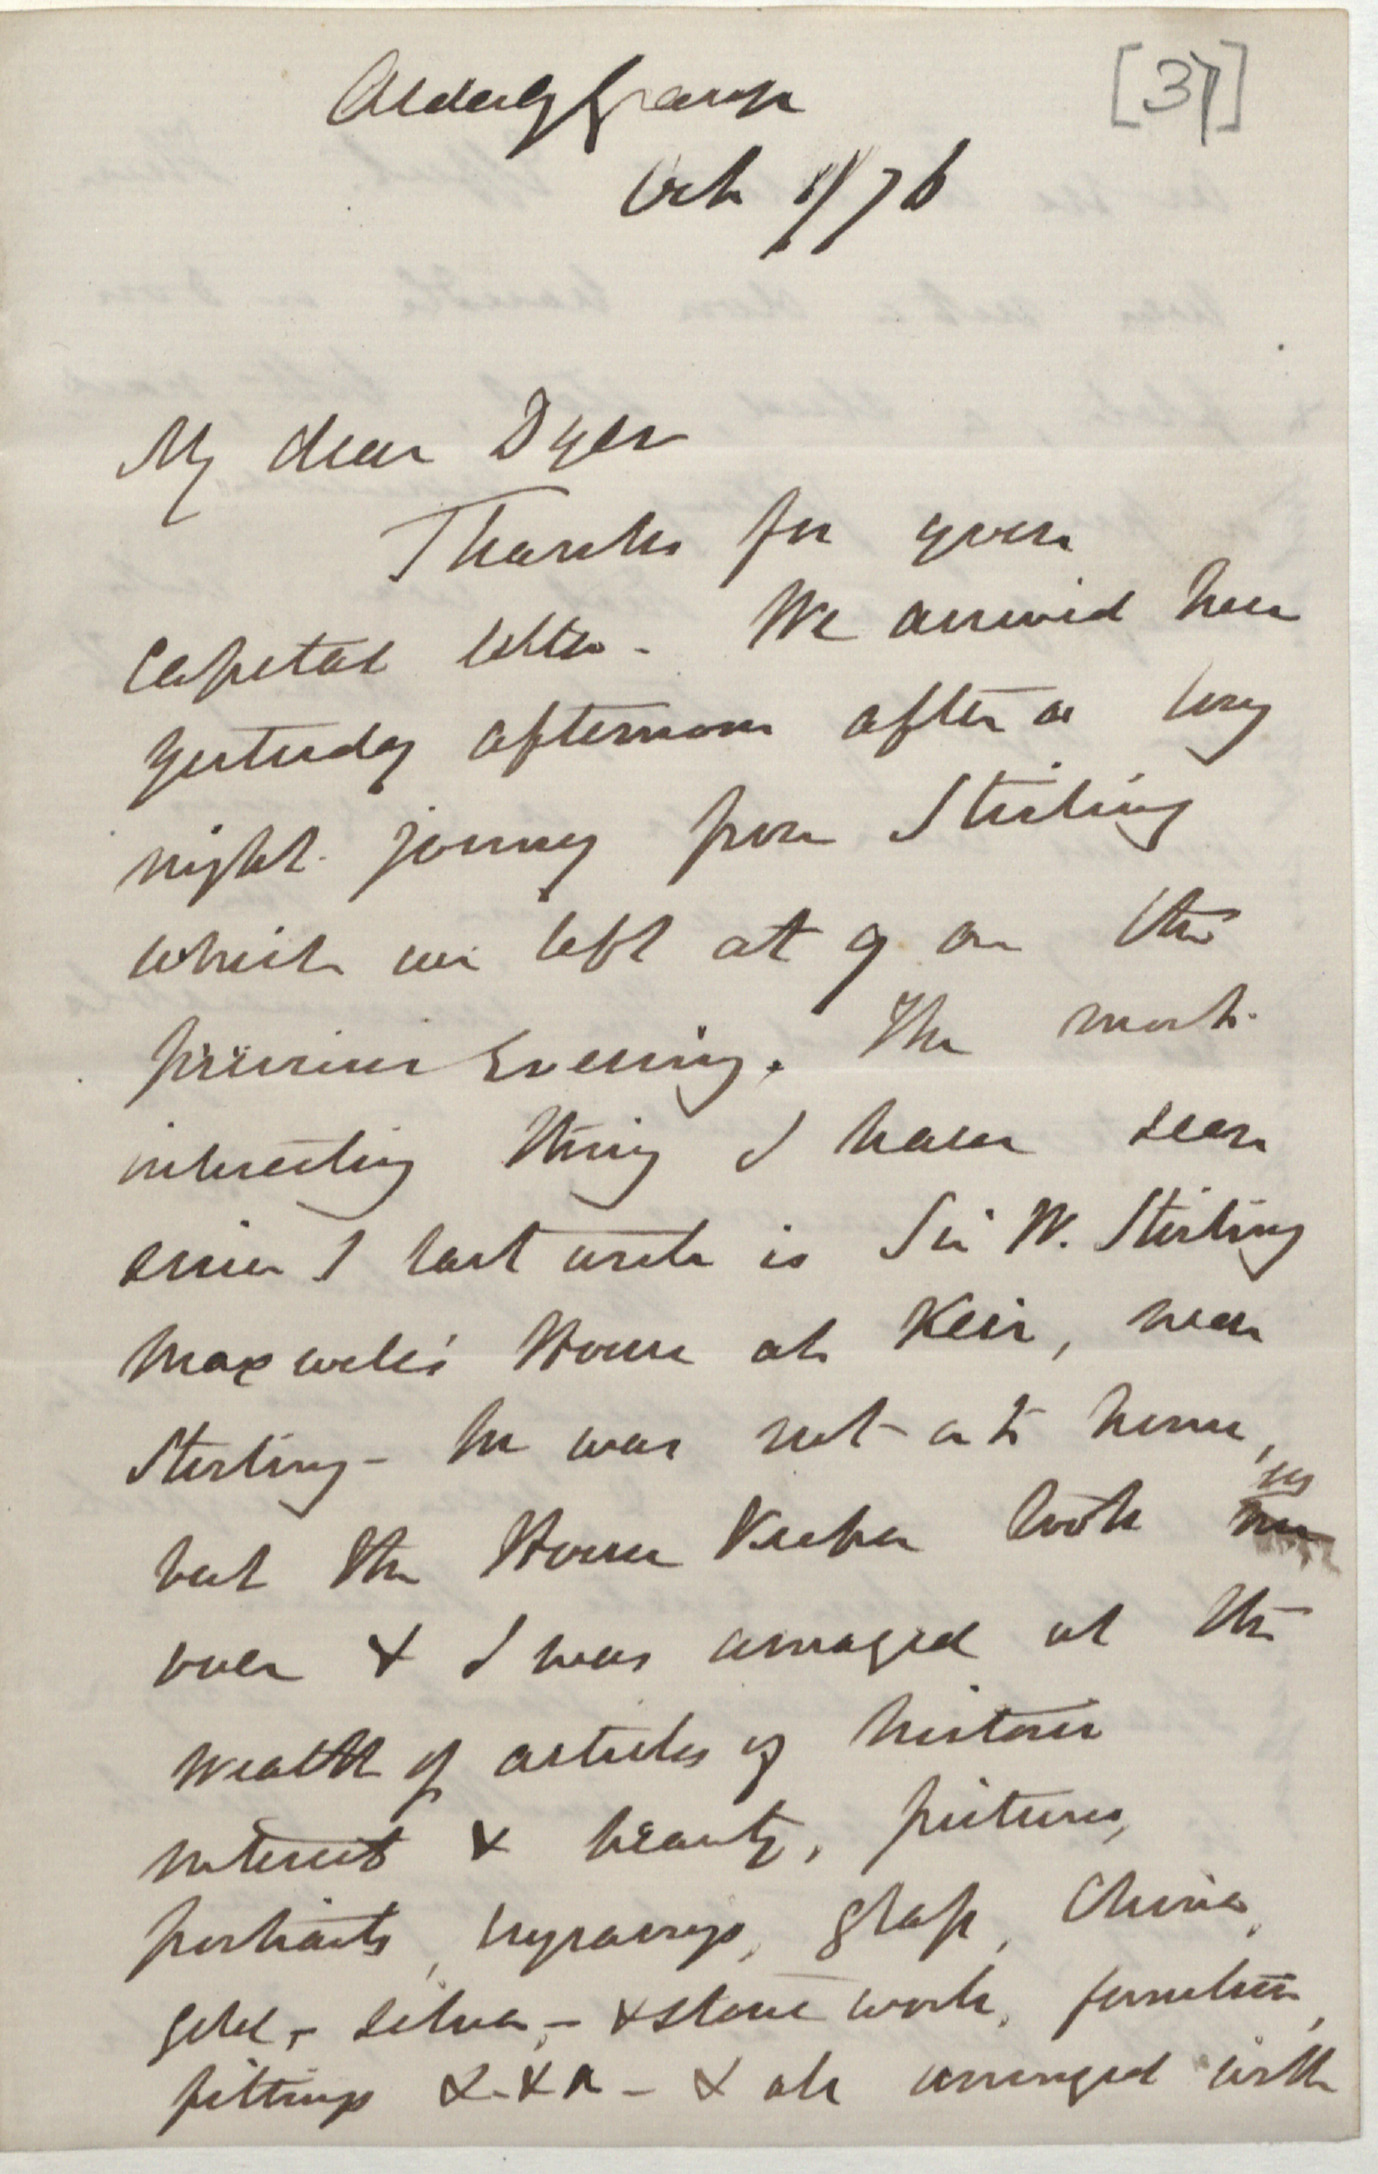 [37]
Alderly Grange
Oct 9/76
My dear Dyer
Thanks for your
capital letter. We arrived here
yesterday afternoon after a long
night journey from Stirling
which we left at 9 on the
previous Evening. The most
interesting thing I have seen
since I last wrote is Sir W. Stirling
Maxwell's House at Keir, near
Stirling – he was not at home,
but the House Keeper took us
over & I was amazed at the
wealth of articles of historic
interest & beauty, pictures,
portraits, engravings, glass, China,
gold, – silver, – & stone work, furniture,
fittings &.&a – & all arranged with